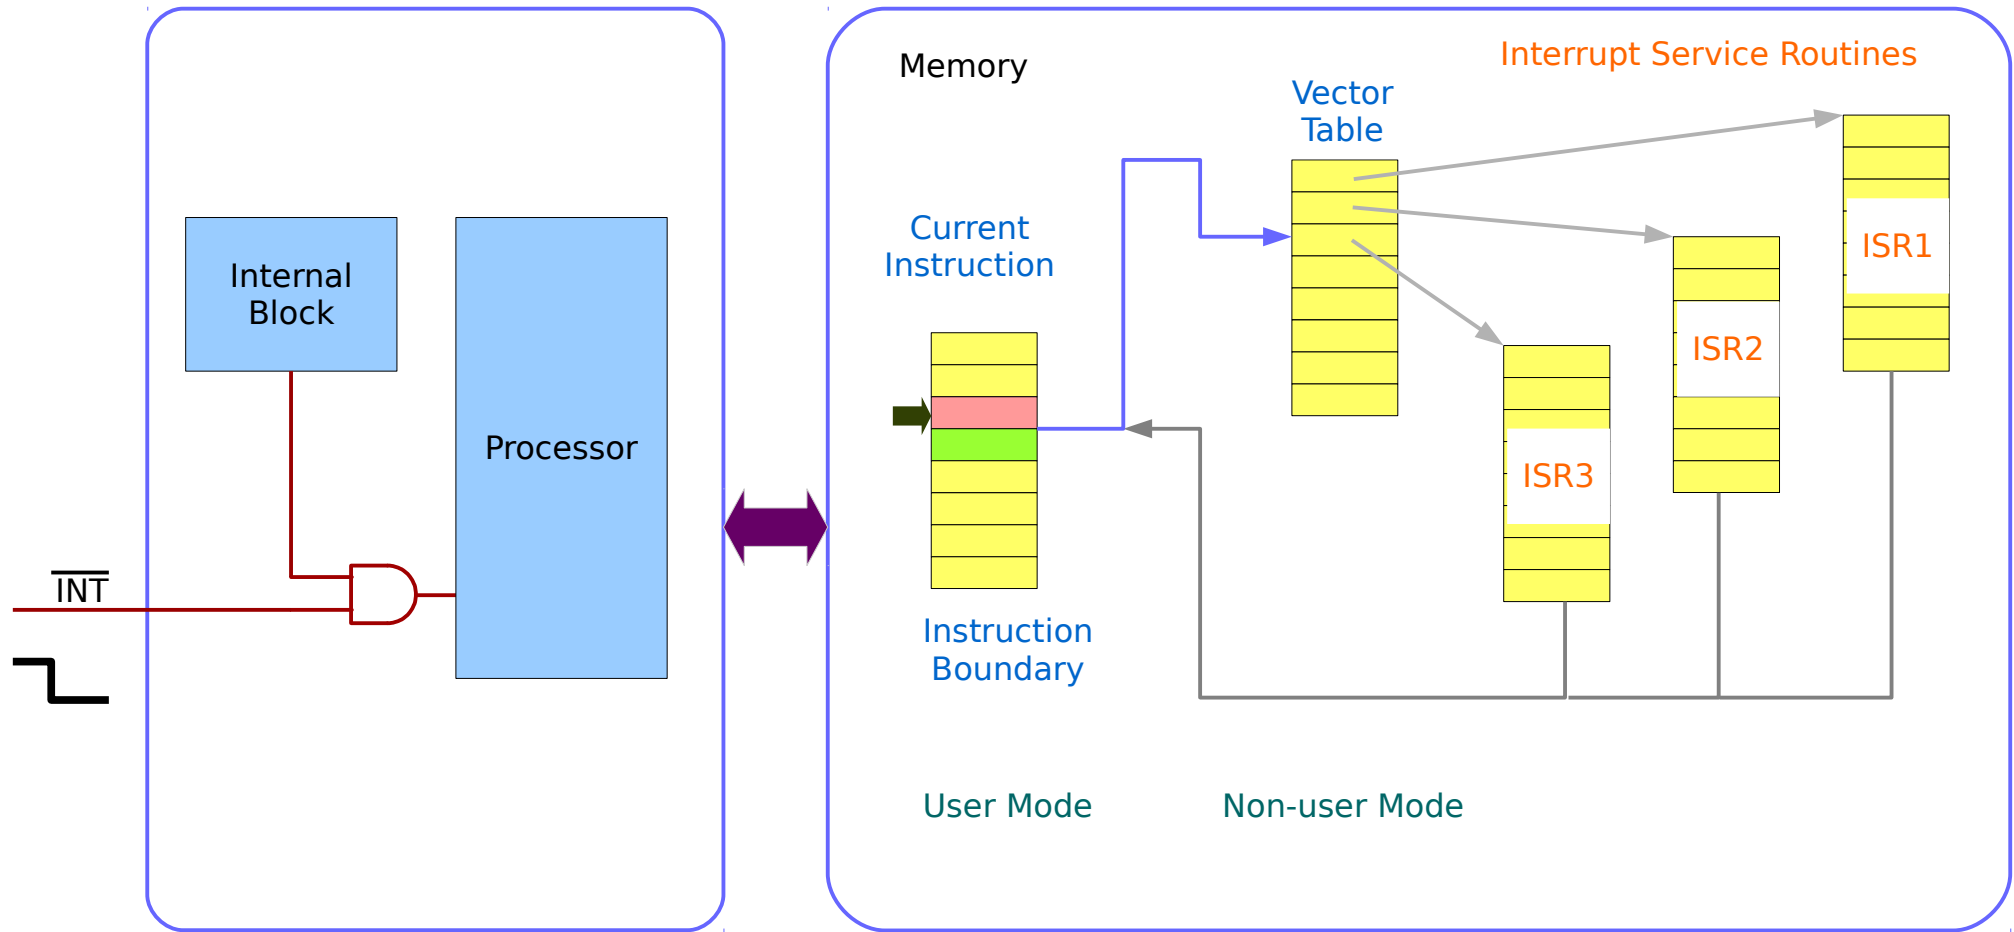 Internal
Block
Processor
INT
Memory
Interrupt Service Routines
Vector
Table
Current
Instruction
ISR1
ISR2
ISR3
Instruction
Boundary
User Mode
Non-user Mode